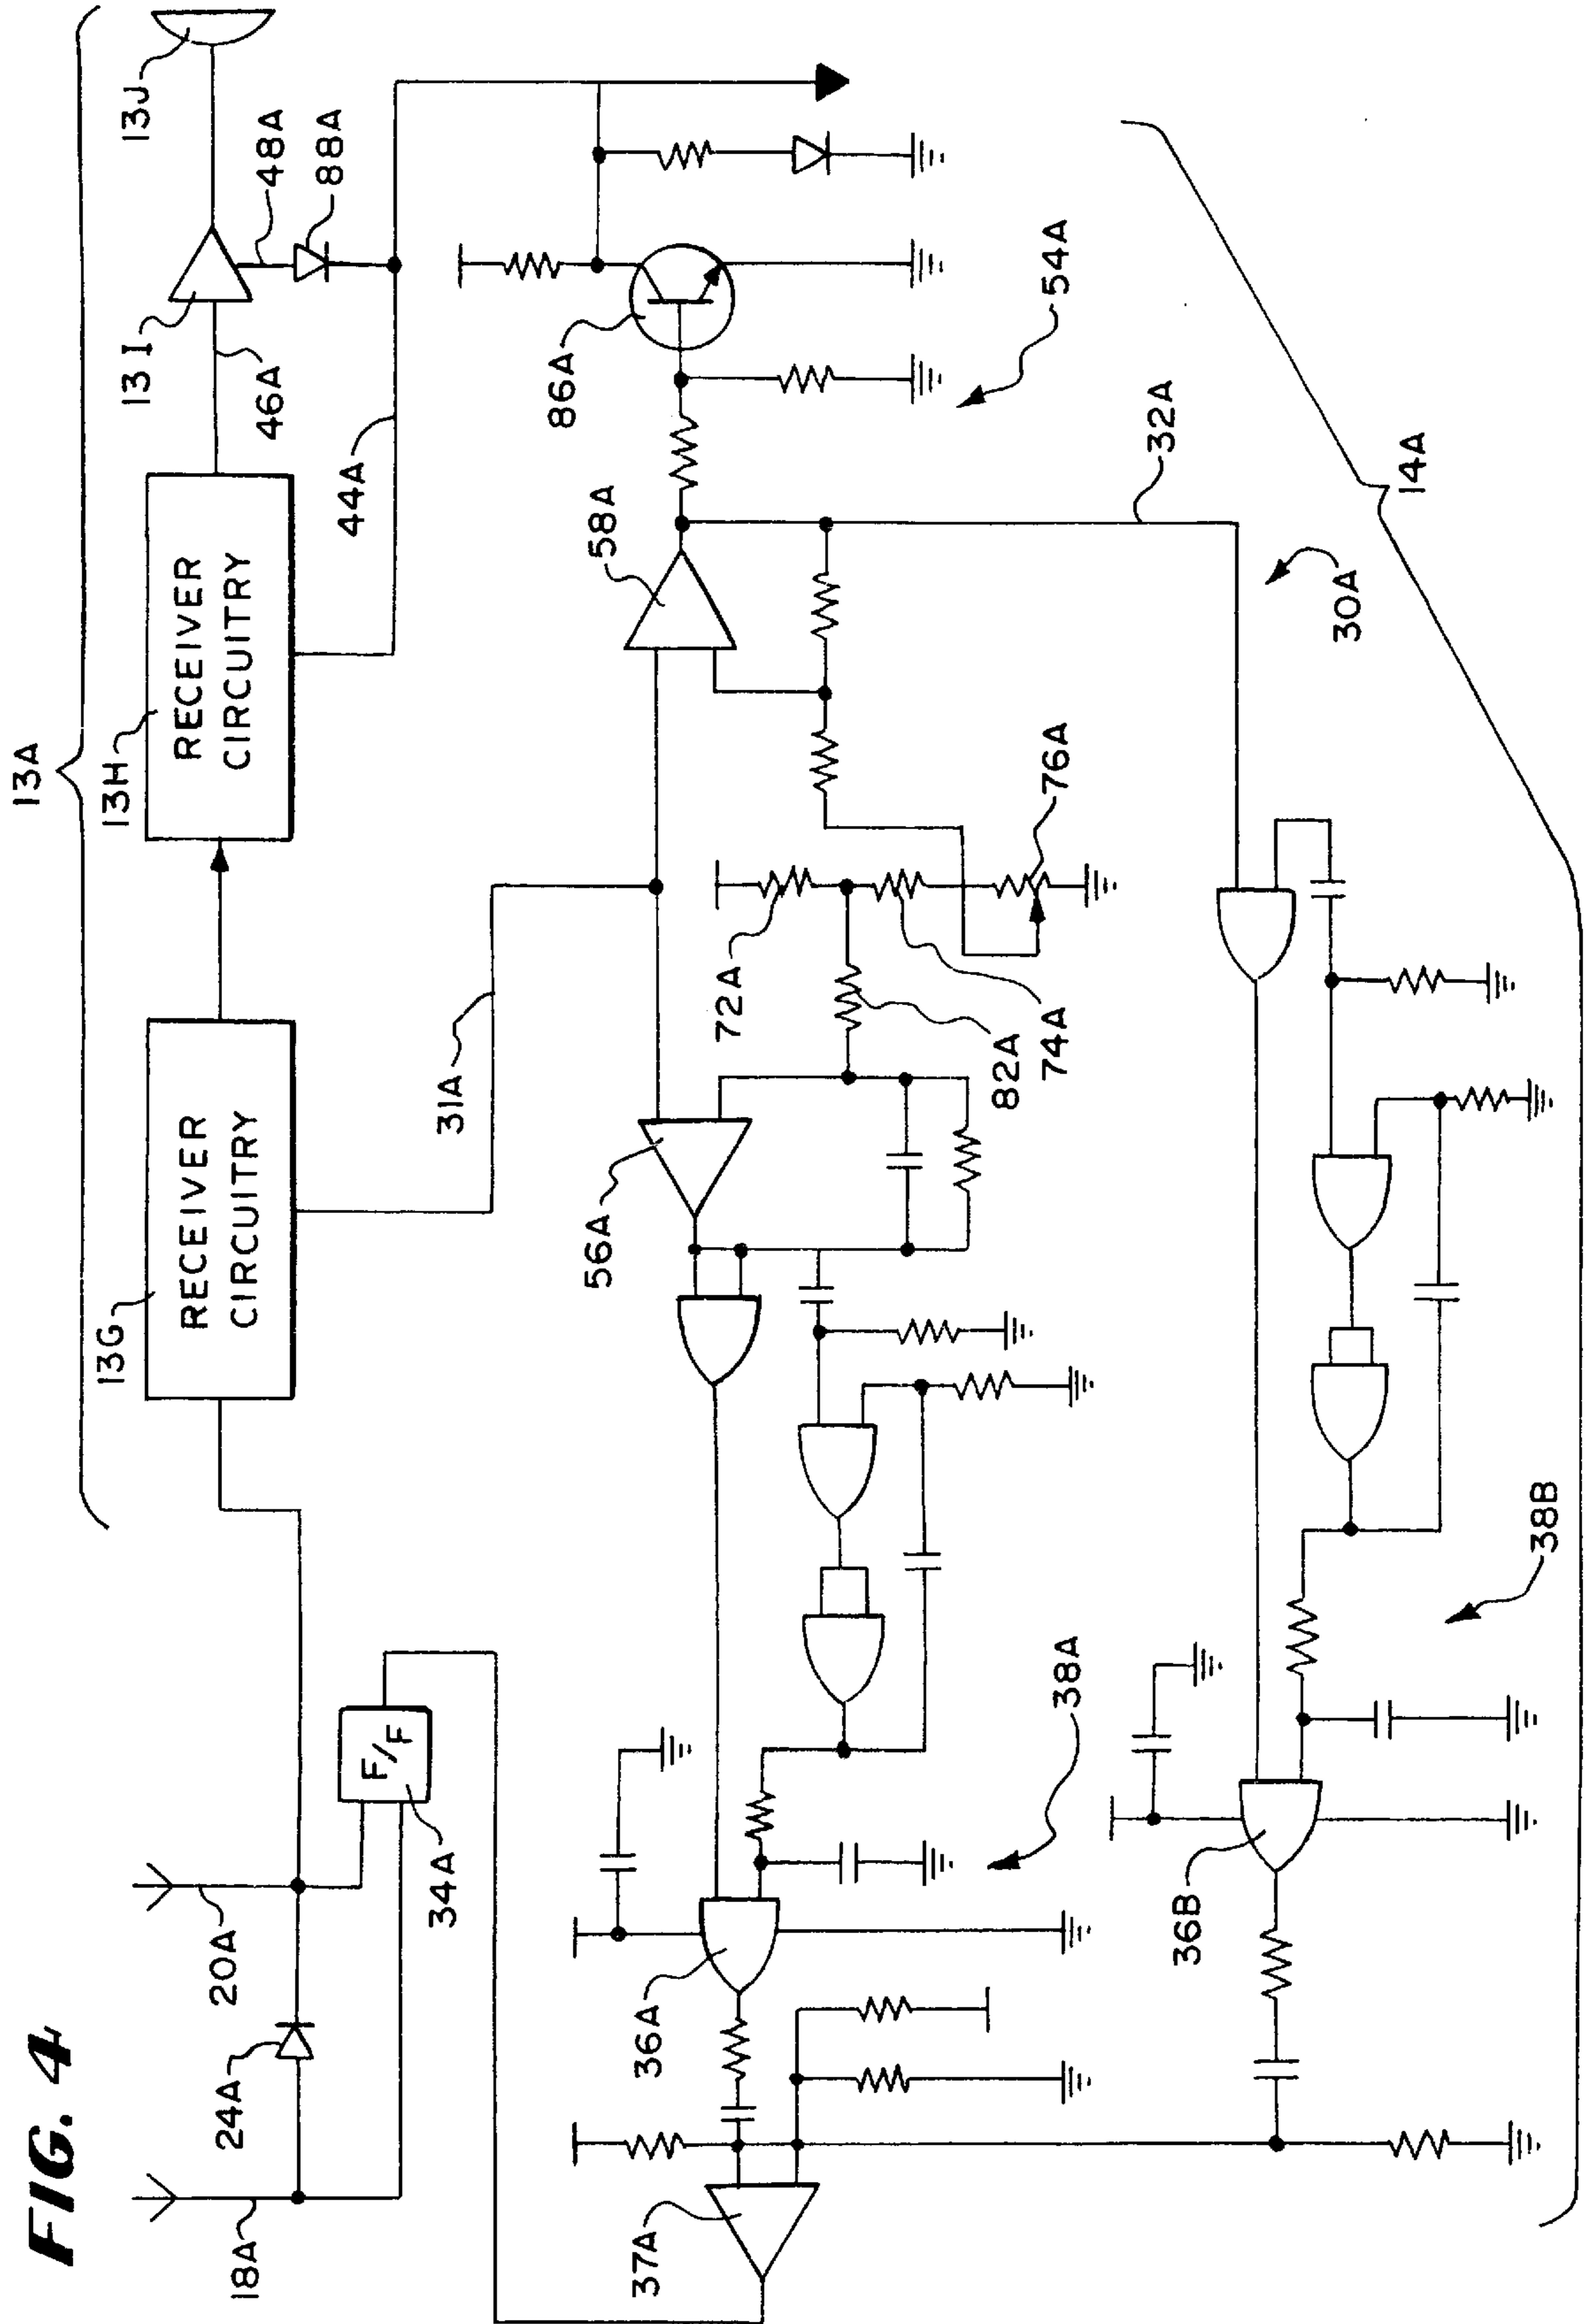 FIG. 4
13A
13J
13I
48A
88A
46A
44A
13H
RECEIVER
CIRCUITRY
13G
RECEIVER
CIRCUITRY
31A
20A
24A
18A
F/F
34A
86A
54A
58A
32A
30A
14A
76A
72A
74A
82A
56A
38A
38B
36A
36B
37A